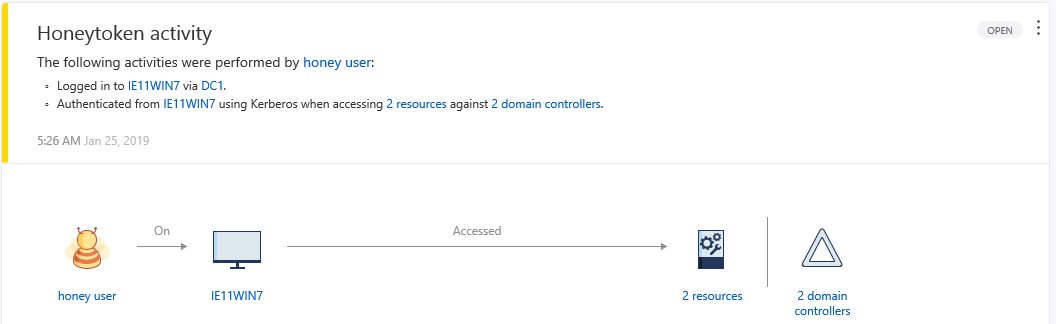 Honeytoken activity
OPEN
The following activities were performed by honey user:
◦ Logged in to IE11WIN7 via DC1.
◦ Authenticated from IE11WIN7 using Kerberos when accessing 2 resources against 2 domain controllers.
5:26 AM Jan 25, 2019
On
Accessed
honey user
IE11WIN7
2 resources
2 domain
controllers